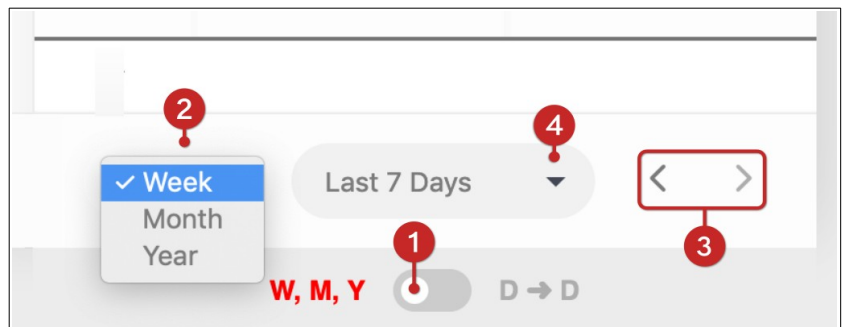 2
4
✓ Week
Last 7 Days
< >
Month
3
Year
1
W, M, Y
D → D